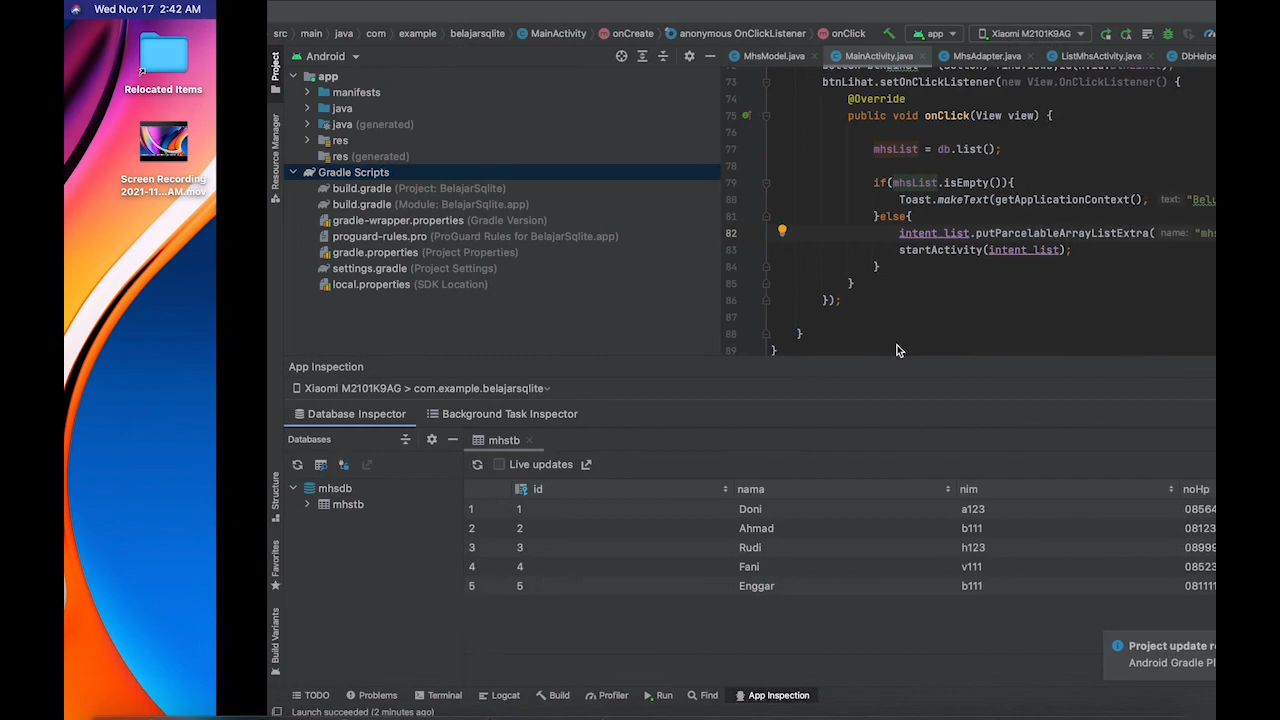 Wed Nov 17 2:42 AM
Relocated Items
Screen Recording
2021-11...AM.mov
src main java com example belajarsqlite MainActivity onCreate anonymous OnClickListener onClick app Xiaomi M2101K9AG
Project
Resource Manager
Structure
Favorites
Build Variants
Android
app
manifests
java
java (generated)
res
res (generated)
Gradle Scripts
build.gradle (Project: BelajarSqlite)
build.gradle (Module: BelajarSqlite.app)
gradle-wrapper.properties (Gradle Version)
proguard-rules.pro (ProGuard Rules for BelajarSqlite.app)
gradle.properties (Project Properties)
settings.gradle (Project Settings)
local.properties (SDK Location)
MhsModel.java MainActivity.java MhsAdapter.java ListMhsActivity.java DbHelpe
73 btnLihat.setOnClickListener(new View.OnClickListener() {
74 @Override
75 public void onClick(View view) {
76
77 mhsList = db.list();
78
79 if(mhsList.isEmpty()){
80 Toast.makeText(getApplicationContext(), text: "Belu
81 }else{
82 intent_list.putParcelableArrayListExtra( name: "mhs
83 startActivity(intent_list);
84 }
85 }
86 });
87
88 }
89 }
App Inspection
Xiaomi M2101K9AG > com.example.belajarsqlite
Database Inspector Background Task Inspector
Databases
mhsdb
mhstb
mhstb
Live updates
id nama nim noHp
1 1 Doni a123 08564
2 2 Ahmad b111 08123
3 3 Rudi h123 08999
4 4 Fani v111 08523
5 5 Enggar b111 081111
Project update re
Android Gradle Pl
TODO Problems Terminal Logcat Build Profiler Run Find App Inspection
Launch succeeded (2 minutes ago)